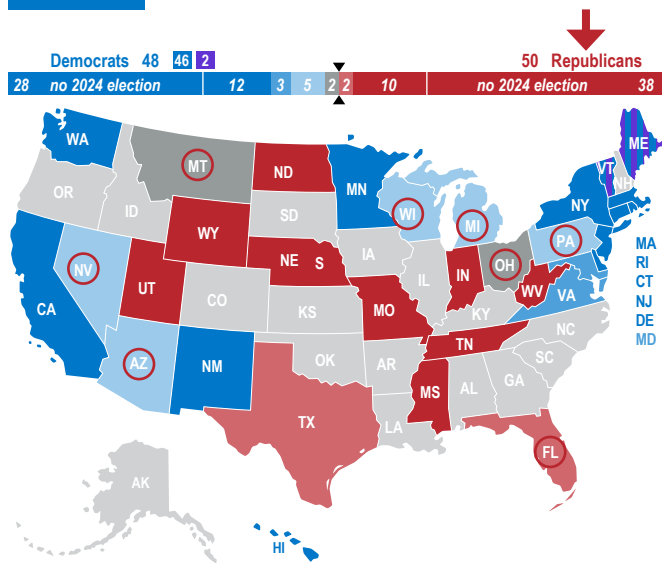 Democrats 48 46 2
50 Republicans
28 no 2024 election 12 3 5 2 2 10 no 2024 election 38
WA
MT
ND
MN
ME
VT
NH
OR
ID
SD
WI
MI
NY
WY
PA
MA
NV
NE S
IA
OH
RI
UT
CO
IL
IN
WV
VA
CT
CA
KS
MO
KY
NJ
DE
MD
NC
TN
AZ
NM
OK
AR
SC
MS
AL
GA
TX
LA
FL
AK
HI